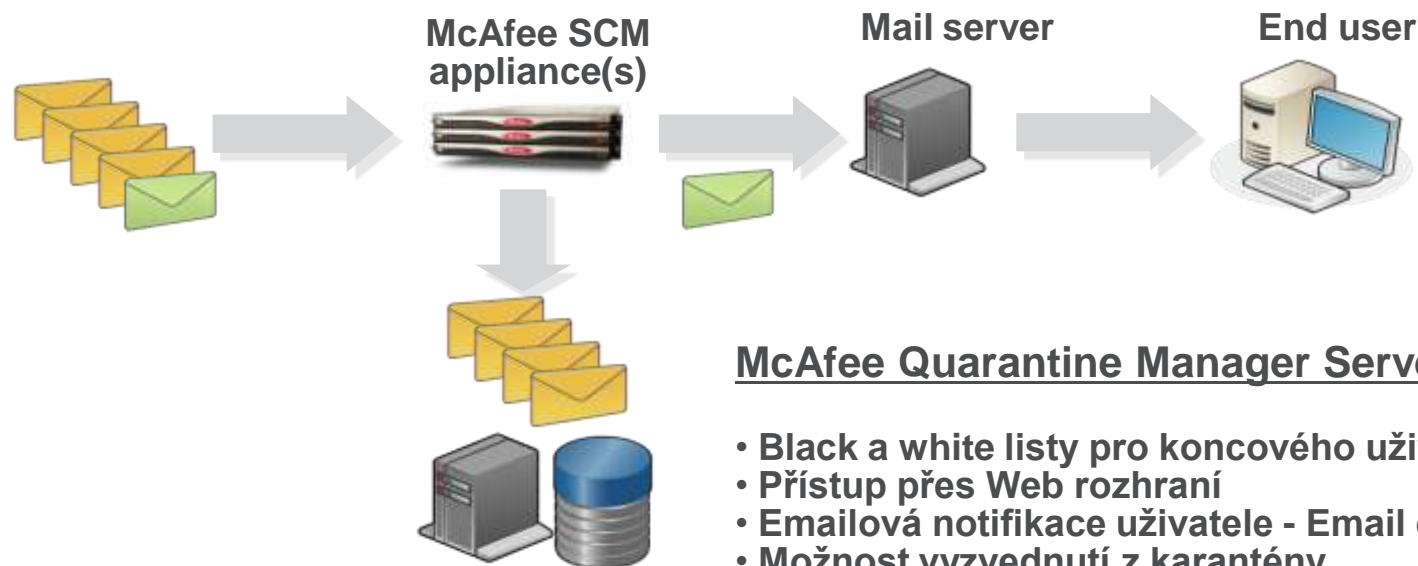 McAfee SCM
appliance(s)
Mail server
End user
McAfee Quarantine Manager Serve
• Black a white listy pro koncového uži
• Přístup přes Web rozhraní
• Emailová notifikace uživatele - Email
• Možnost vyzvednutí z karantény